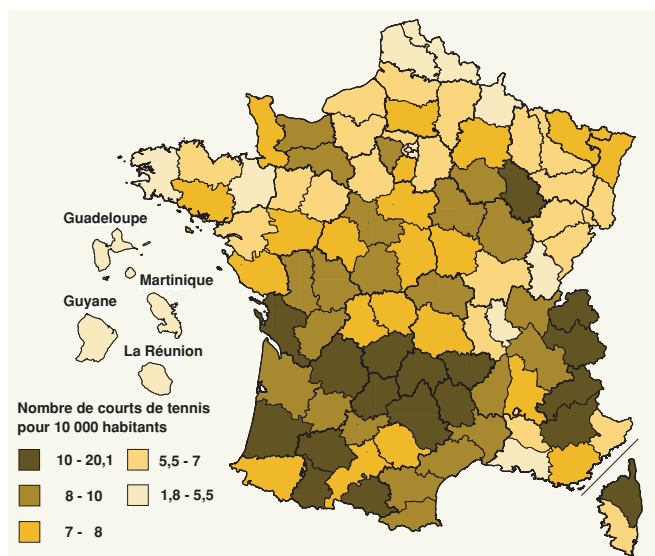 Guadeloupe
Martinique
Guyane
La Réunion
Nombre de courts de tennis
pour 10 000 habitants
10 - 20,1
5,5 - 7
8 - 10
1,8 - 5,5
7 - 8